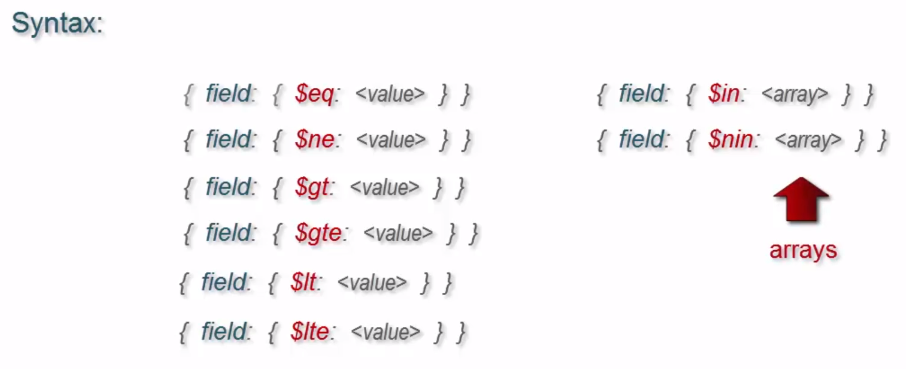 Syntax:
{ field: { $eq: <value> } }
{ field: { $ne: <value> } }
{ field: { $gt: <value> } }
{ field: { $gte: <value> } }
{ field: { $lt: <value> } }
{ field: { $lte: <value> } }
{ field: { $in: <array> } }
{ field: { $nin: <array> } }
arrays